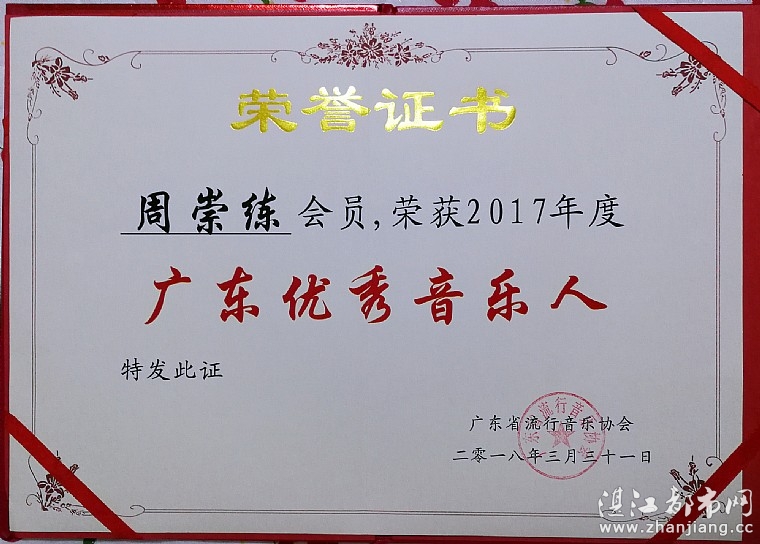 荣誉证书
周崇练会员,荣获2017年度
广东优秀音乐人
特发此证
广东省流行音乐协会
二零一八年三月三十一日
湛江都市网
www.zhanjiang.cc